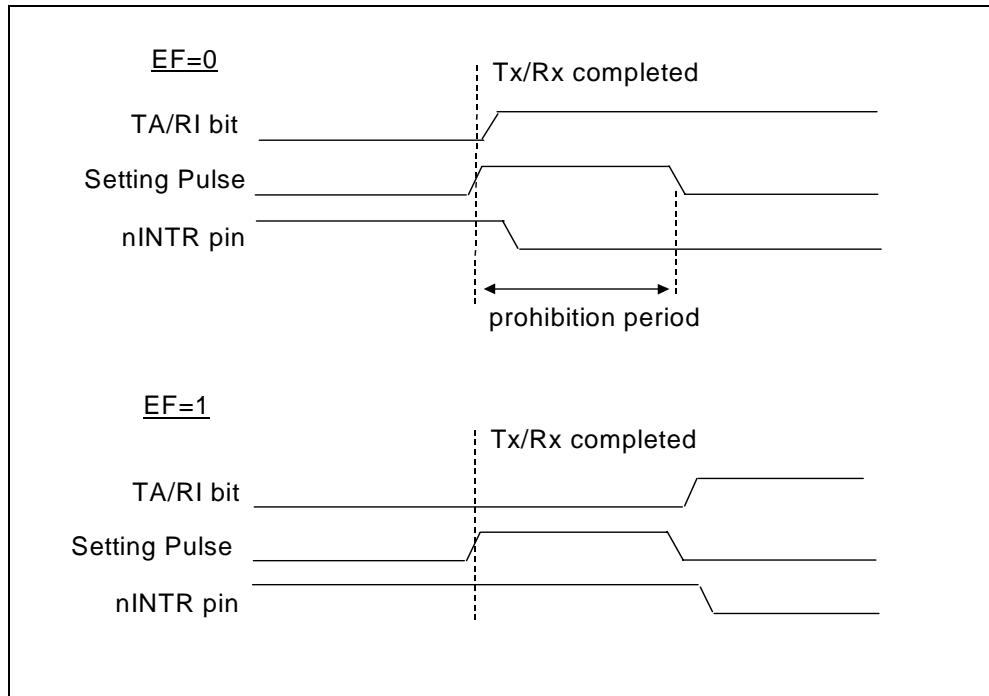 EF=0
Tx/Rx completed
TA/RI bit
Setting Pulse
nINTR pin
prohibition period
EF=1
Tx/Rx completed
TA/RI bit
Setting Pulse
nINTR pin